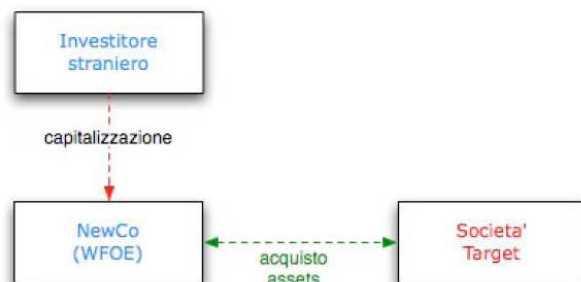 Investitore
straniero
capitalizzazione
NewCo
(WFOE)
acquisto
assets
Societa'
Target